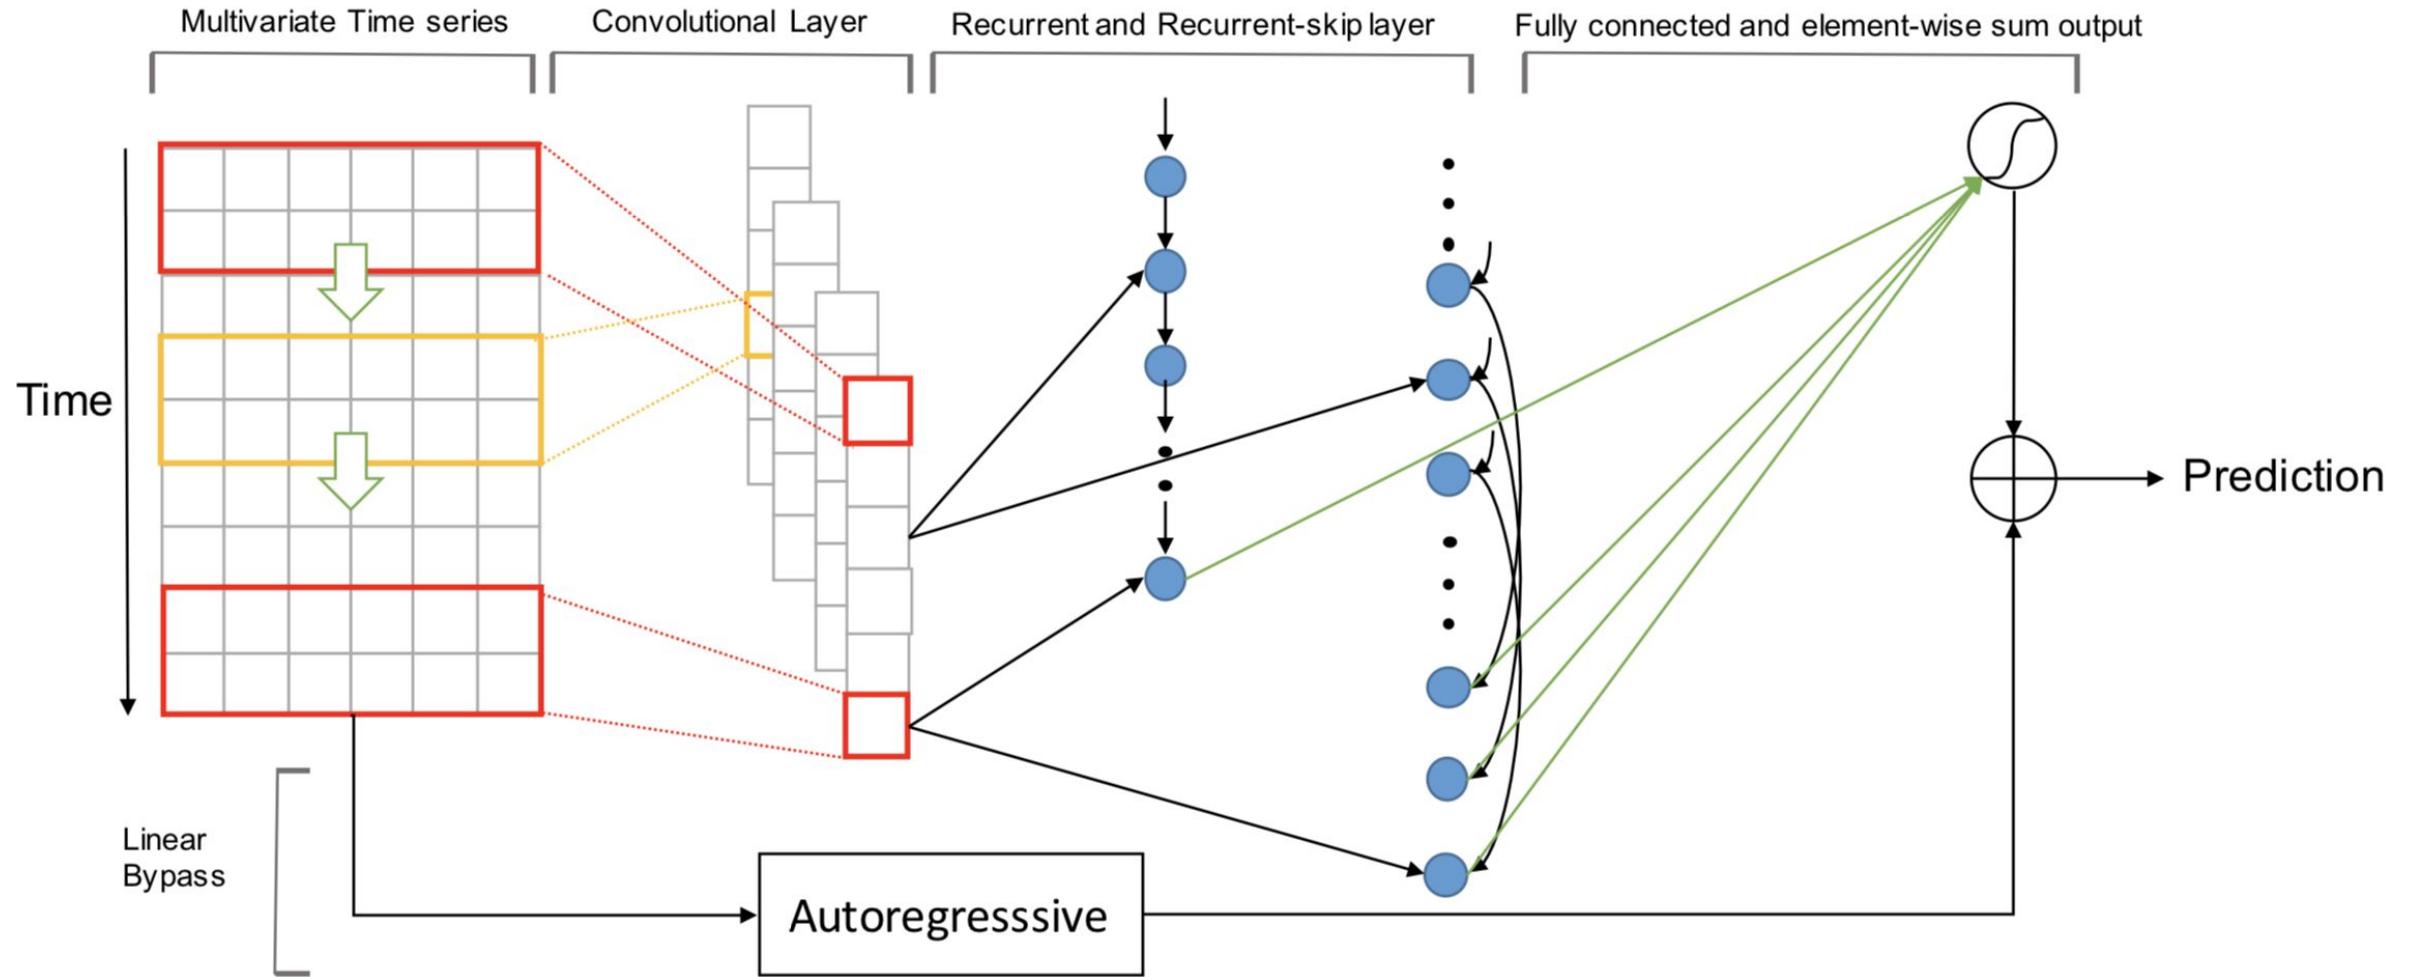 Multivariate Time series
Convolutional Layer
Recurrent and Recurrent-skip layer
Fully connected and element-wise sum output
Time
Prediction
Linear
Bypass
Autoregresssive